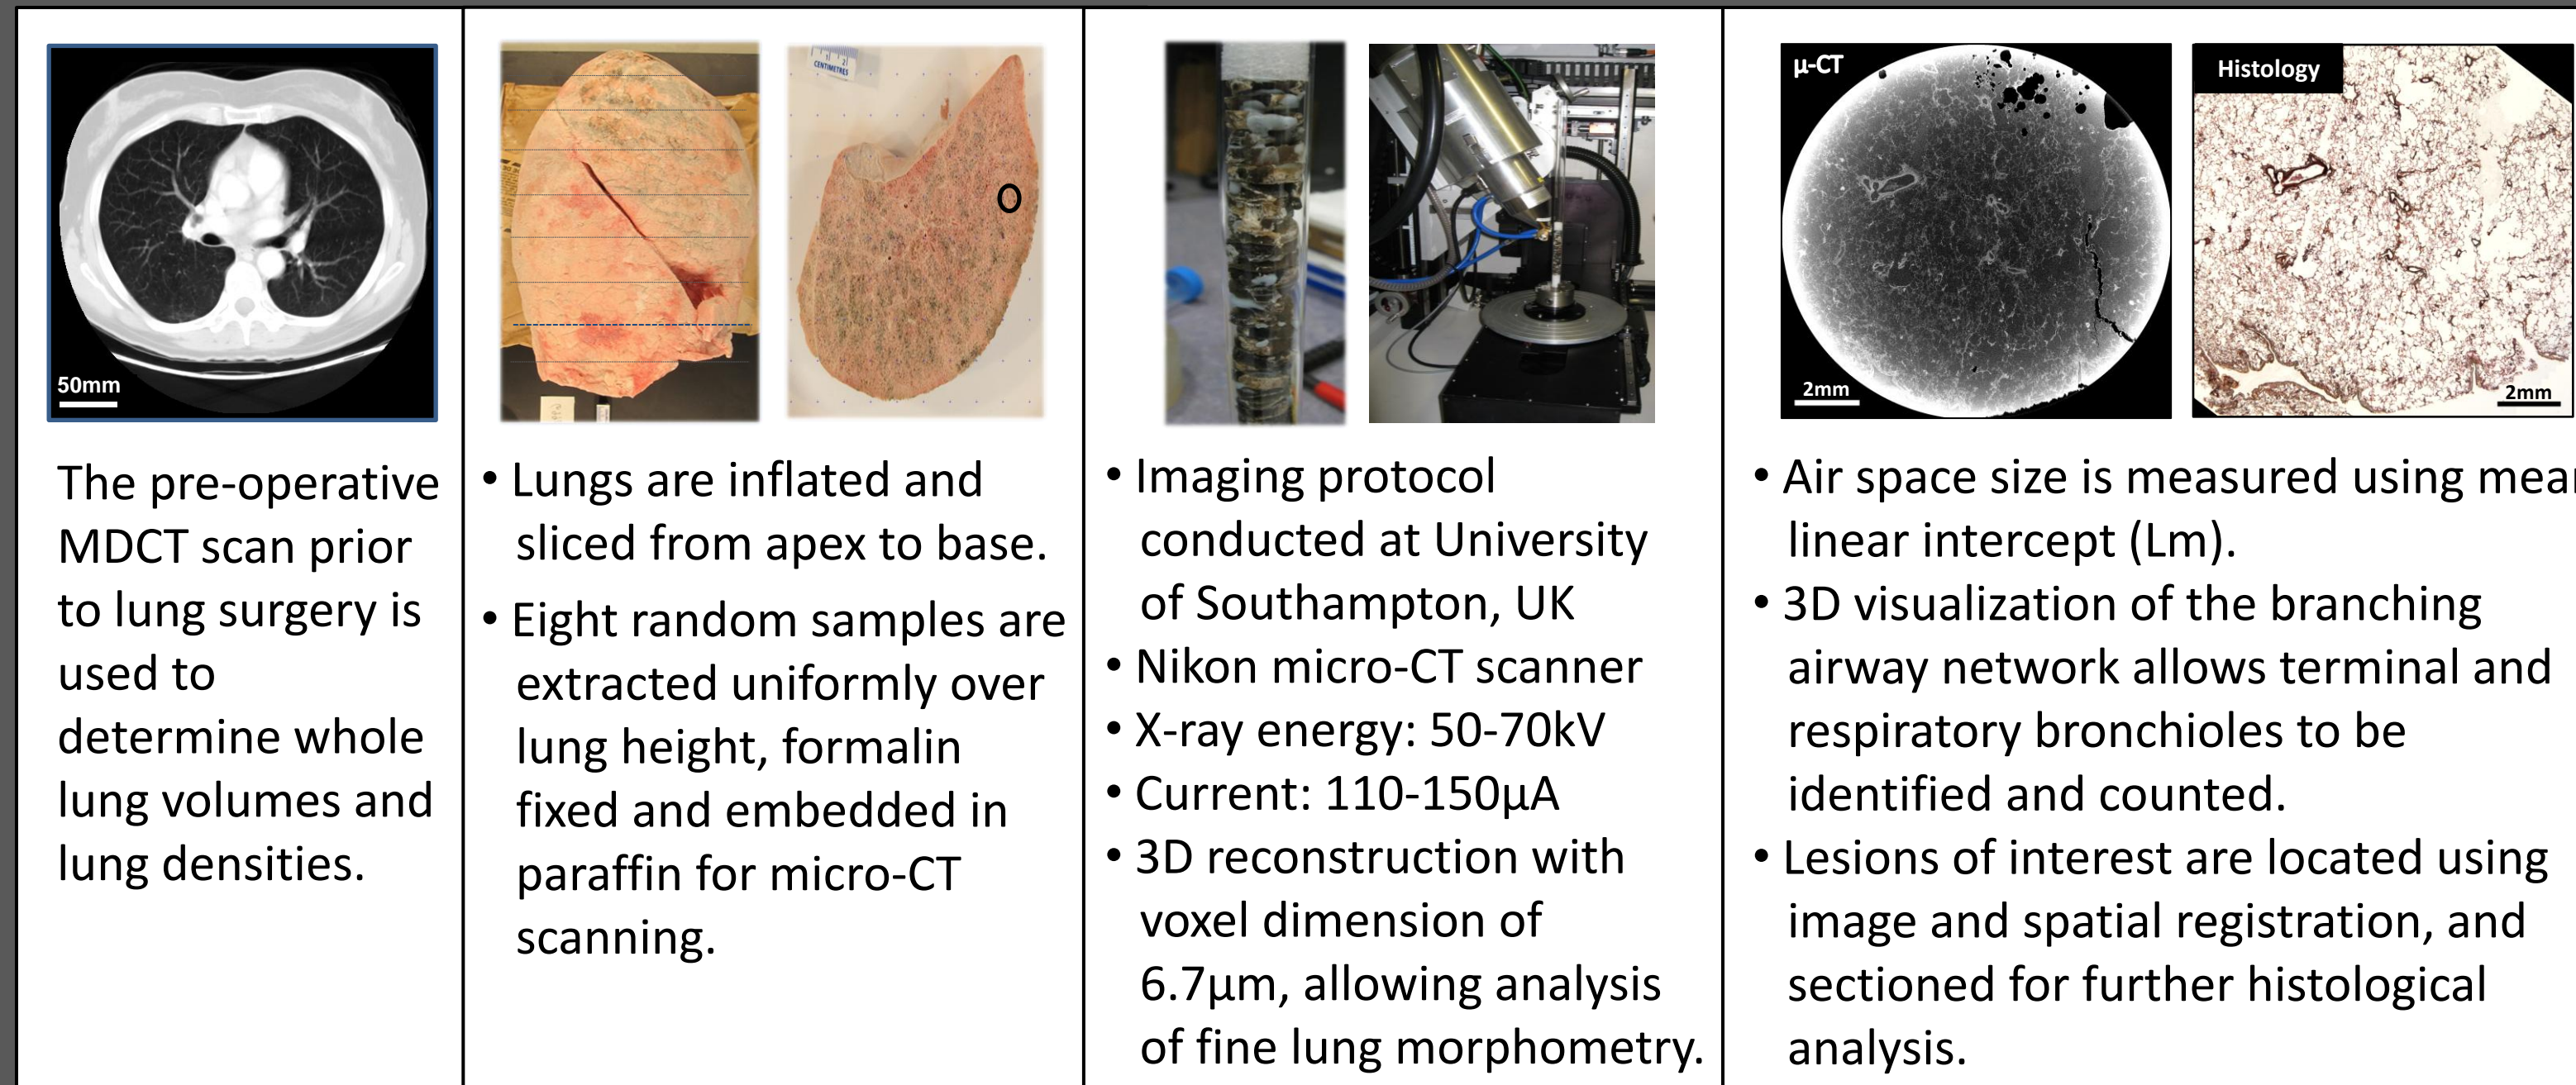 50mm
The pre-operative
MDCT scan prior
to lung surgery is
used to
determine whole
lung volumes and
lung densities.
CENTIMETRES
• Lungs are inflated and
sliced from apex to base.
• Eight random samples are
extracted uniformly over
lung height, formalin
fixed and embedded in
paraffin for micro-CT
scanning.
• Imaging protocol
conducted at University
of Southampton, UK
• Nikon micro-CT scanner
• X-ray energy: 50-70kV
• Current: 110-150µA
• 3D reconstruction with
voxel dimension of
6.7µm, allowing analysis
of fine lung morphometry.
µ-CT
2mm
Histology
2mm
• Air space size is measured using mean
linear intercept (Lm).
• 3D visualization of the branching
airway network allows terminal and
respiratory bronchioles to be
identified and counted.
• Lesions of interest are located using
image and spatial registration, and
sectioned for further histological
analysis.